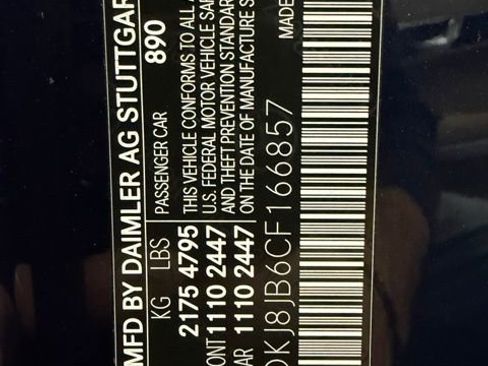 MFD BY DAIMLER AG STUTTGAR
890
KG LBS PASSENGER CAR
2175 4795 THIS VEHICLE CONFORMS TO ALL A
ONT 1110 2447 U.S. FEDERAL MOTOR VEHICLE SAF
AR 1110 2447 AND THEFT PREVENTION STANDAR
ON THE DATE OF MANUFACTURE S
DKJ8JB6CF166857
MADE